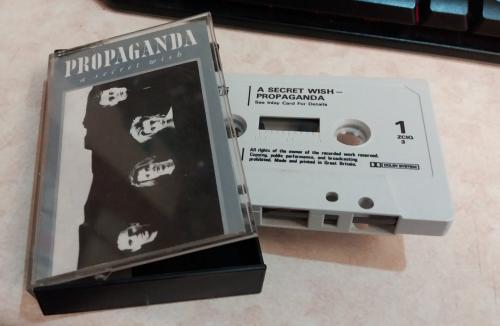 PROPAGANDA
a secret wish
A SECRET WISH—
PROPAGANDA
See Inlay Card For Details
1
ZCIQ
3
All rights of the owner of the recorded work reserved.
Copying, public performance, and broadcasting
prohibited. Made and printed in Great Britain.
DOLBY SYSTEM